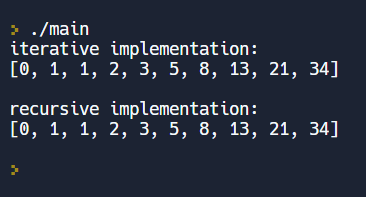 > ./main
iterative implementation:
[0, 1, 1, 2, 3, 5, 8, 13, 21, 34]
recursive implementation:
[0, 1, 1, 2, 3, 5, 8, 13, 21, 34]
>